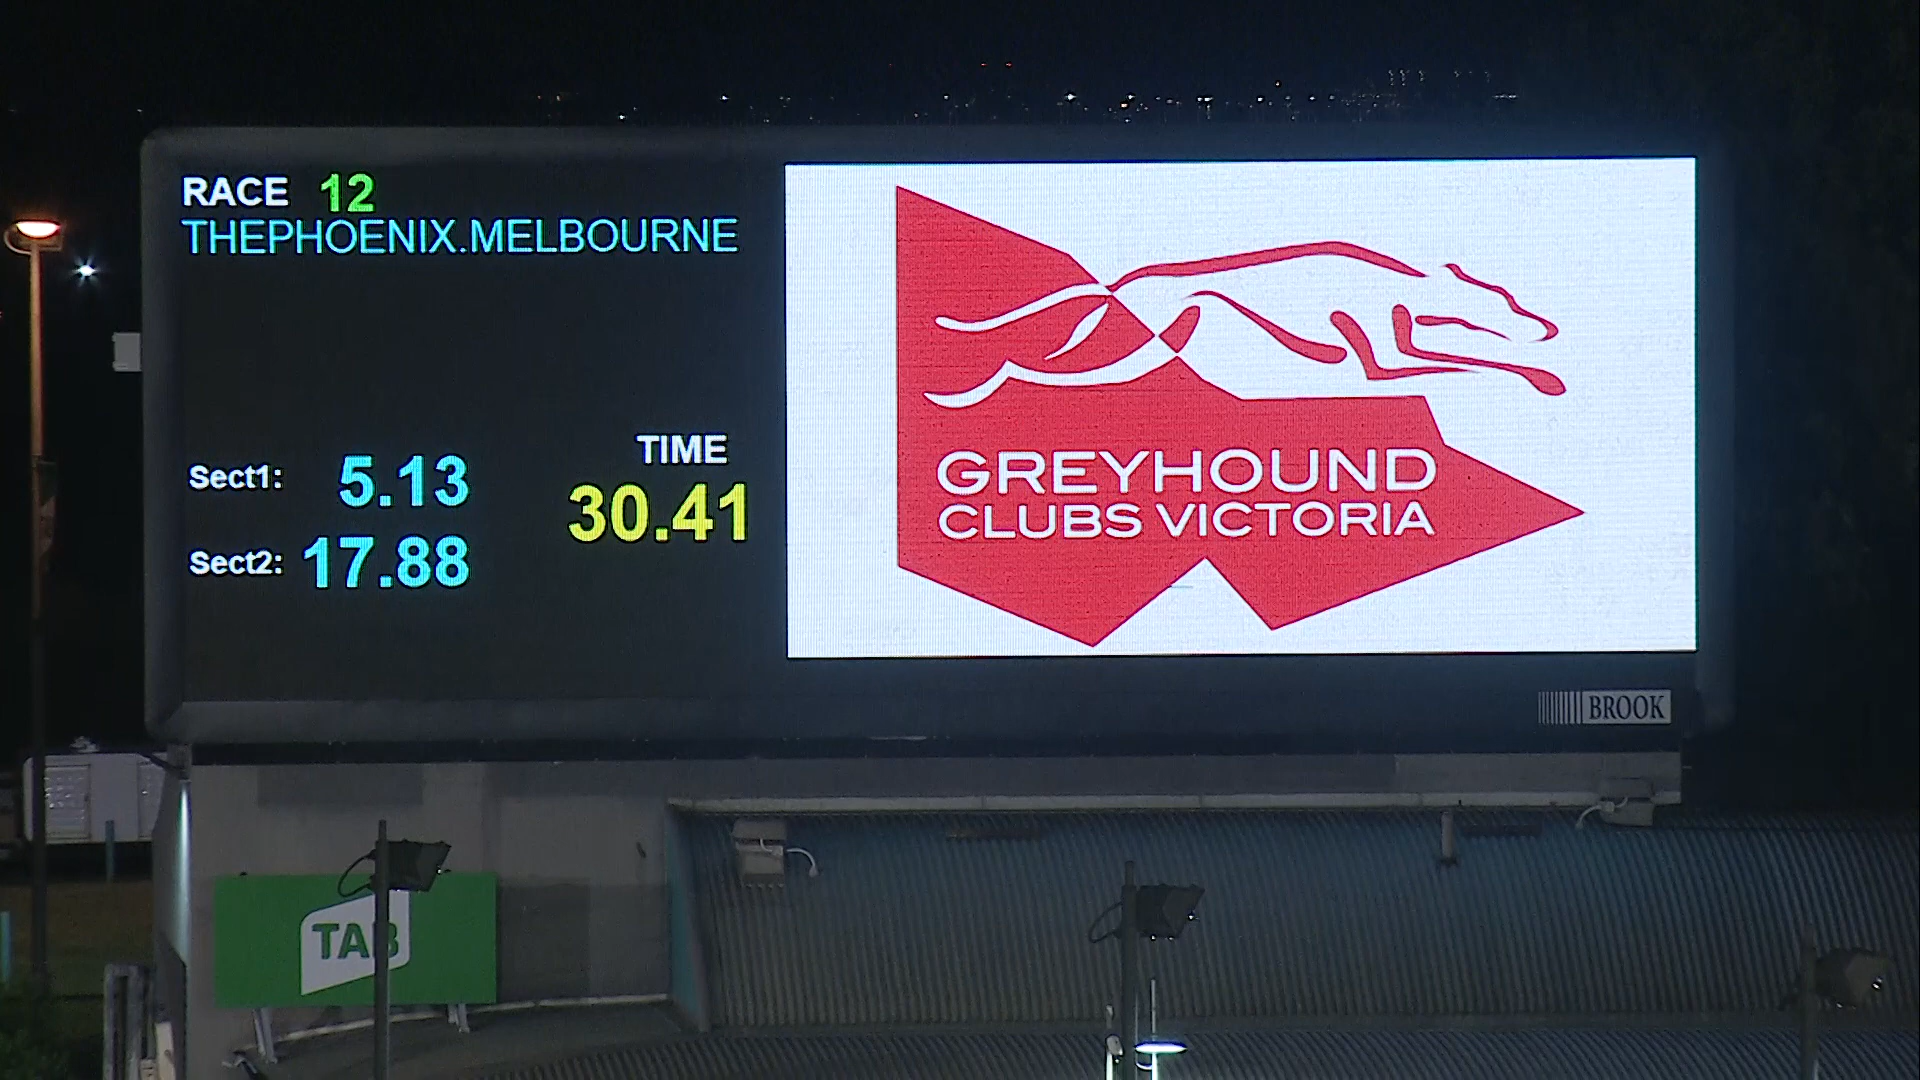 RACE 12
THEPHOENIX.MELBOURNE
Sect1: 5.13
Sect2: 17.88
TIME
30.41
GREYHOUND
CLUBS VICTORIA
BROOK
TAB